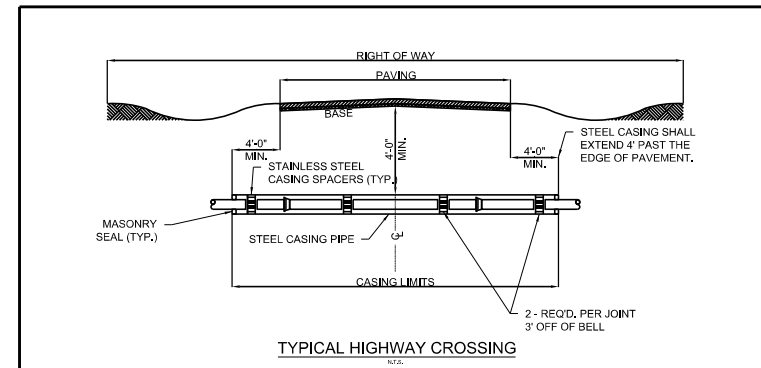 RIGHT OF WAY
PAVING
BASE
4'-0"
MIN.
4'-0"
MIN.
4'-0"
MIN.
STEEL CASING SHALL
EXTEND 4' PAST THE
EDGE OF PAVEMENT.
STAINLESS STEEL
CASING SPACERS (TYP.)
MASONRY
SEAL (TYP.)
STEEL CASING PIPE
CL
CASING LIMITS
2 - REQ'D. PER JOINT
3' OFF OF BELL
TYPICAL HIGHWAY CROSSING
N.T.S.